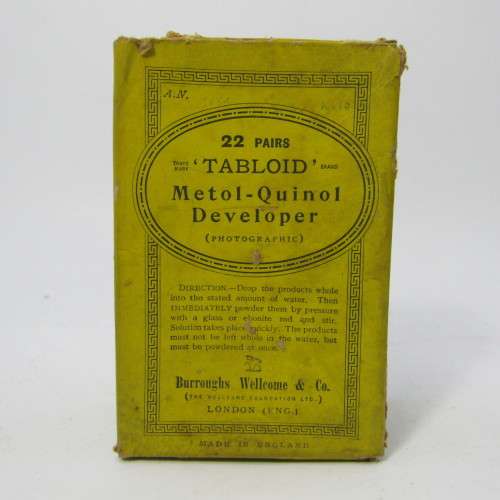 A.N.
22 PAIRS
TRADE MARK 'TABLOID' BRAND
Metol-Quinol
Developer
(PHOTOGRAPHIC)
DIRECTION.—Drop the products whole
into the stated amount of water. Then
IMMEDIATELY powder them by pressure
with a glass or ebonite rod and stir.
Solution takes place quickly. The products
must not be left whole in the water, but
must be powdered at once.
Burroughs Wellcome & Co.
(THE WELLCOME FOUNDATION LTD.)
LONDON (ENG.)
MADE IN ENGLAND